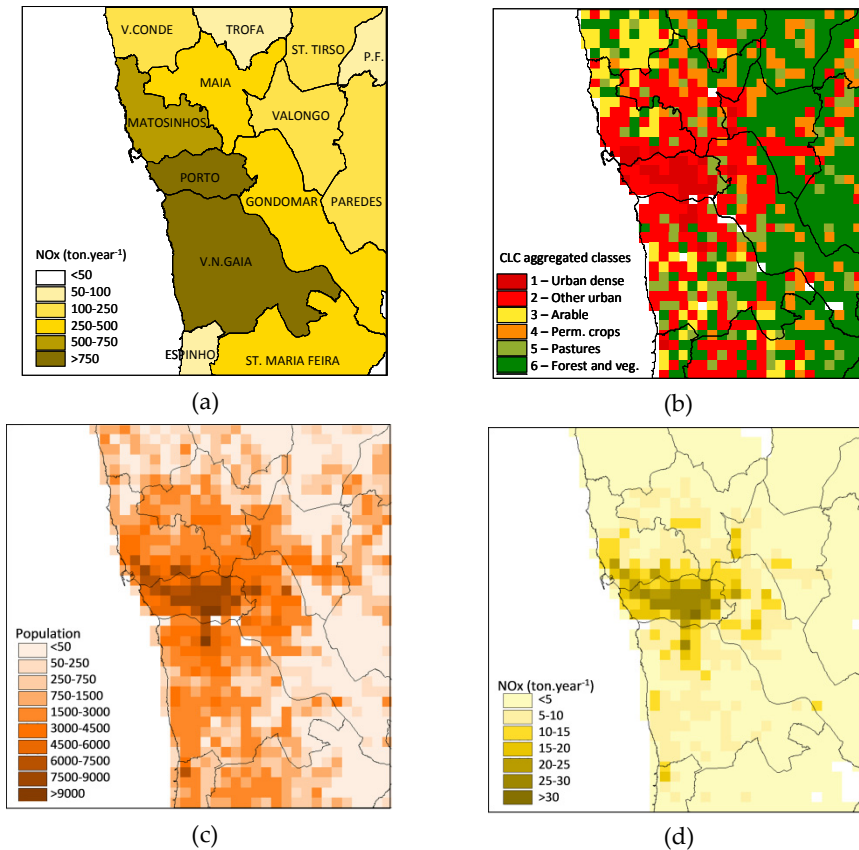 V.CONDE
TROFA
ST. TIRSO
P.F.
MAIA
MATOSINHOS
VALONGO
PORTO
GONDOMAR
PAREDES
V.N.GAIA
ESPINHO
ST. MARIA FEIRA
NOx (ton.year⁻¹)
<50
50-100
100-250
250-500
500-750
>750
(a)
CLC aggregated classes
1 – Urban dense
2 – Other urban
3 – Arable
4 – Perm. crops
5 – Pastures
6 – Forest and veg.
(b)
Population
<50
50-250
250-750
750-1500
1500-3000
3000-4500
4500-6000
6000-7500
7500-9000
>9000
(c)
NOx (ton.year⁻¹)
<5
5-10
10-15
15-20
20-25
25-30
>30
(d)